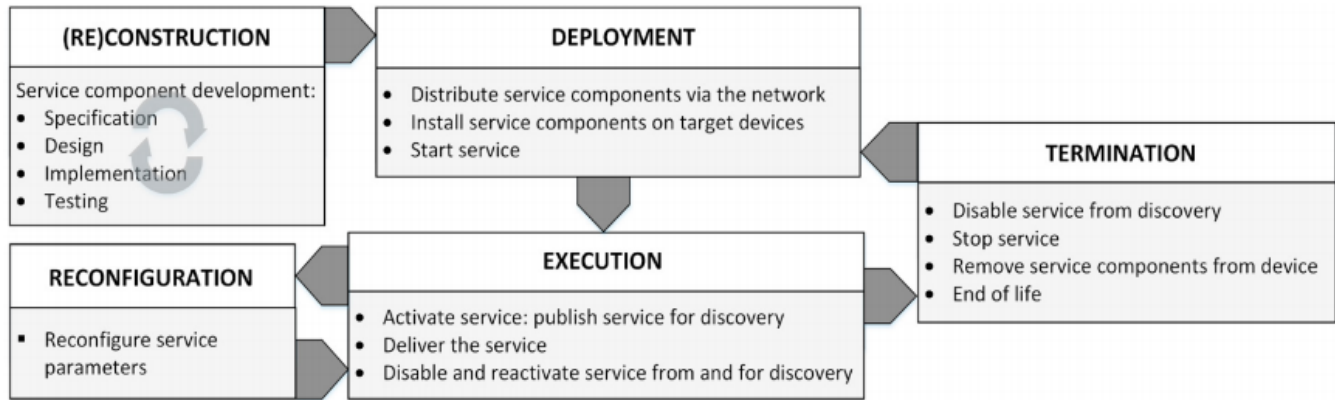 (RE)CONSTRUCTION
Service component development:
• Specification
• Design
• Implementation
• Testing
DEPLOYMENT
• Distribute service components via the network
• Install service components on target devices
• Start service
TERMINATION
• Disable service from discovery
• Stop service
• Remove service components from device
• End of life
RECONFIGURATION
▪ Reconfigure service
parameters
EXECUTION
• Activate service: publish service for discovery
• Deliver the service
• Disable and reactivate service from and for discovery